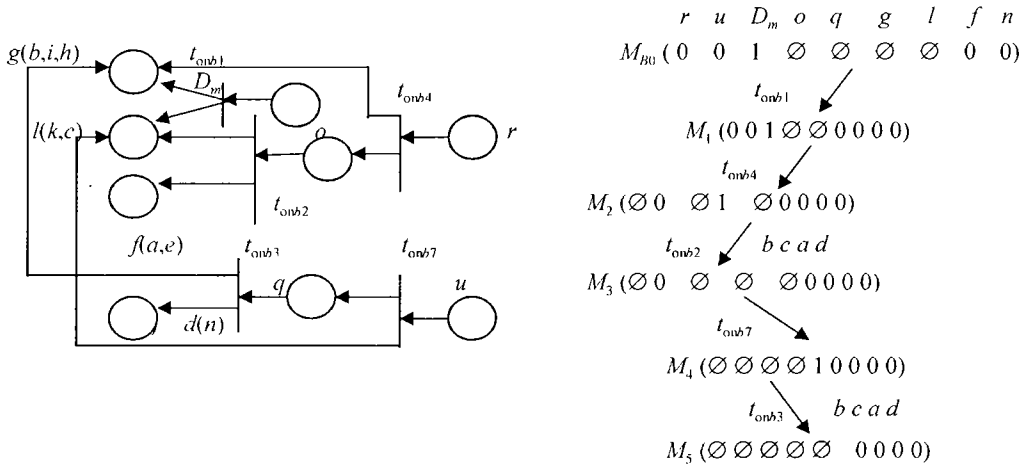 g(b,i,h)
t_onb1
D_m
t_onb4
l(k,c)
o
r
t_onb2
f(a,e)
t_onb3
t_onb7
q
u
d(n)
r u D_m o q g l f n
M_B0 ( 0 0 1 ∅ ∅ ∅ ∅ 0 0)
t_onb1
M_1 (0 0 1 ∅ ∅ 0 0 0 0)
t_onb4
M_2 (∅ 0 ∅ 1 ∅ 0 0 0 0)
t_onb2 b c a d
M_3 (∅ 0 ∅ ∅ ∅ 0 0 0 0)
t_onb7
M_4 (∅ ∅ ∅ ∅ 1 0 0 0 0)
t_onb3 b c a d
M_5 (∅ ∅ ∅ ∅ ∅ 0 0 0 0)